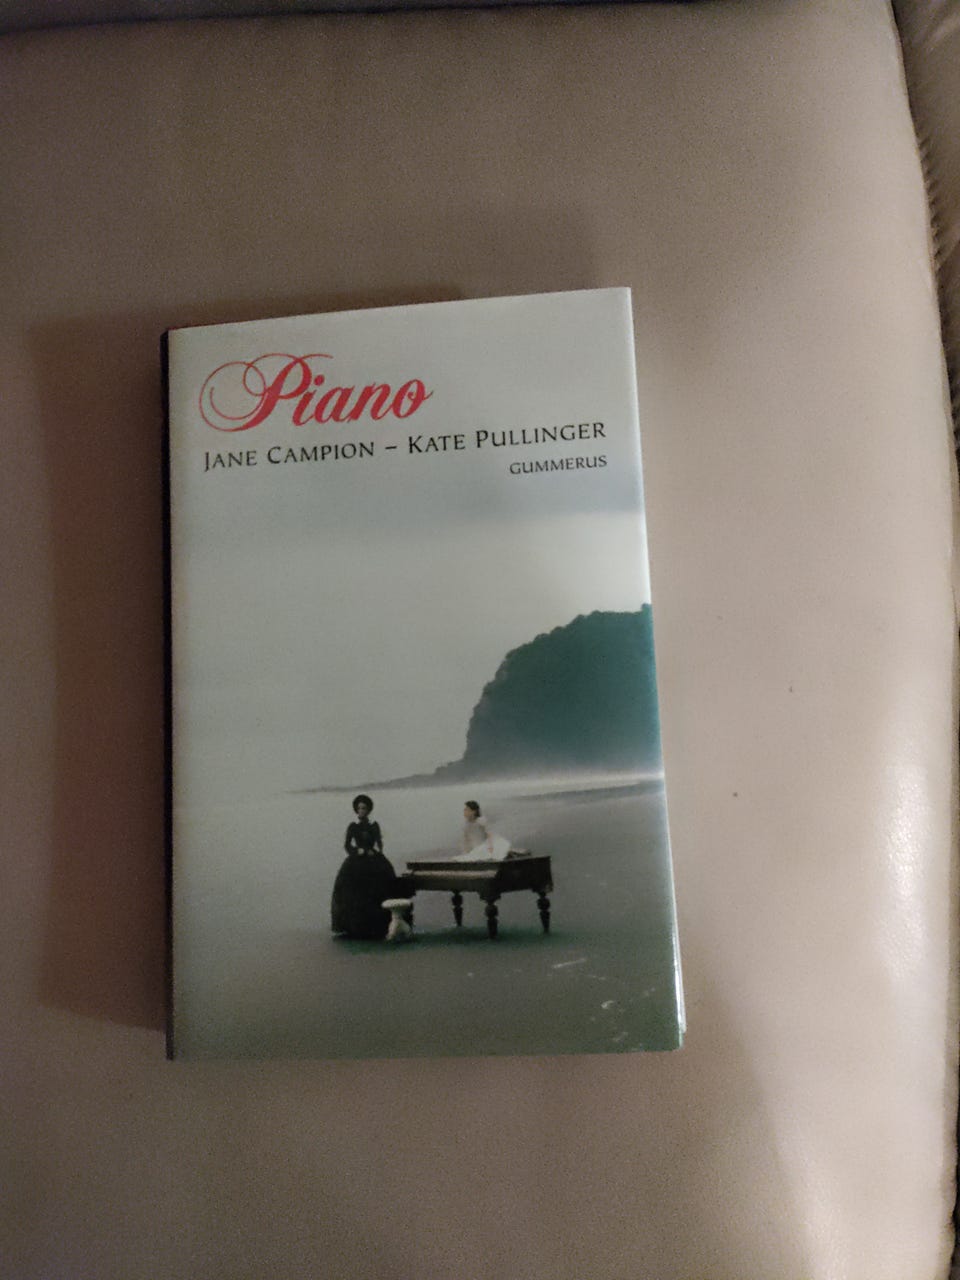 Piano
JANE CAMPION – KATE PULLINGER
GUMMERUS